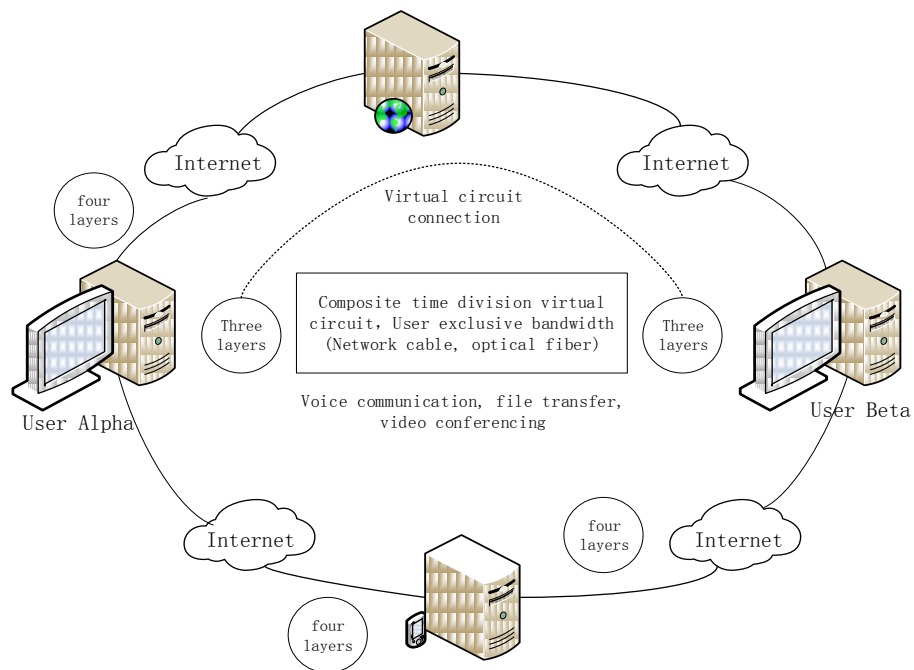 Internet
Internet
four
layers
Virtual circuit
connection
Three
layers
Composite time division virtual
circuit, User exclusive bandwidth
(Network cable, optical fiber)
Three
layers
Voice communication, file transfer,
video conferencing
User Alpha
User Beta
four
layers
Internet
Internet
four
layers